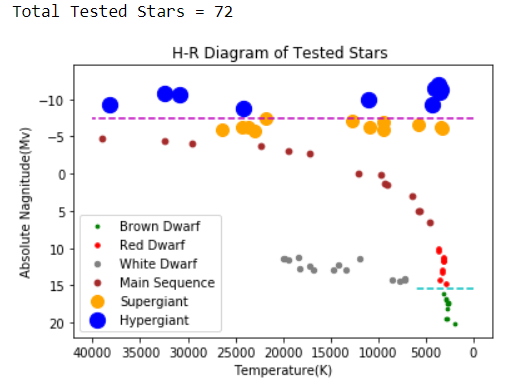 Total Tested Stars = 72
H-R Diagram of Tested Stars
Absolute Nagnitude(Mv)
−10
−5
0
5
10
15
20
Brown Dwarf
Red Dwarf
White Dwarf
Main Sequence
Supergiant
Hypergiant
40000 35000 30000 25000 20000 15000 10000 5000 0
Temperature(K)